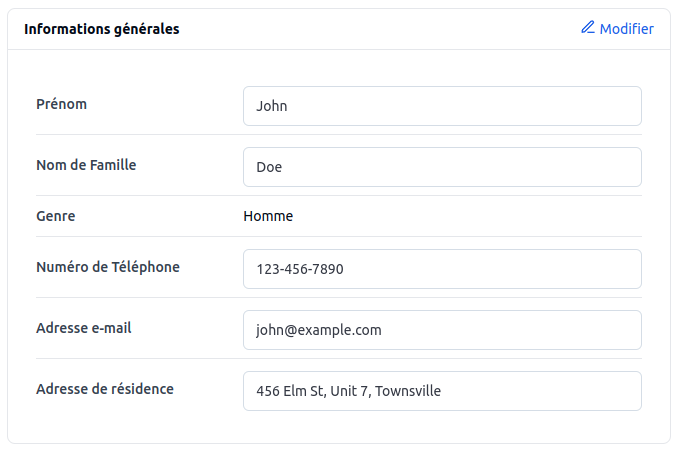 Informations générales
Modifier
Prénom
John
Nom de Famille
Doe
Genre
Homme
Numéro de Téléphone
123-456-7890
Adresse e-mail
john@example.com
Adresse de résidence
456 Elm St, Unit 7, Townsville